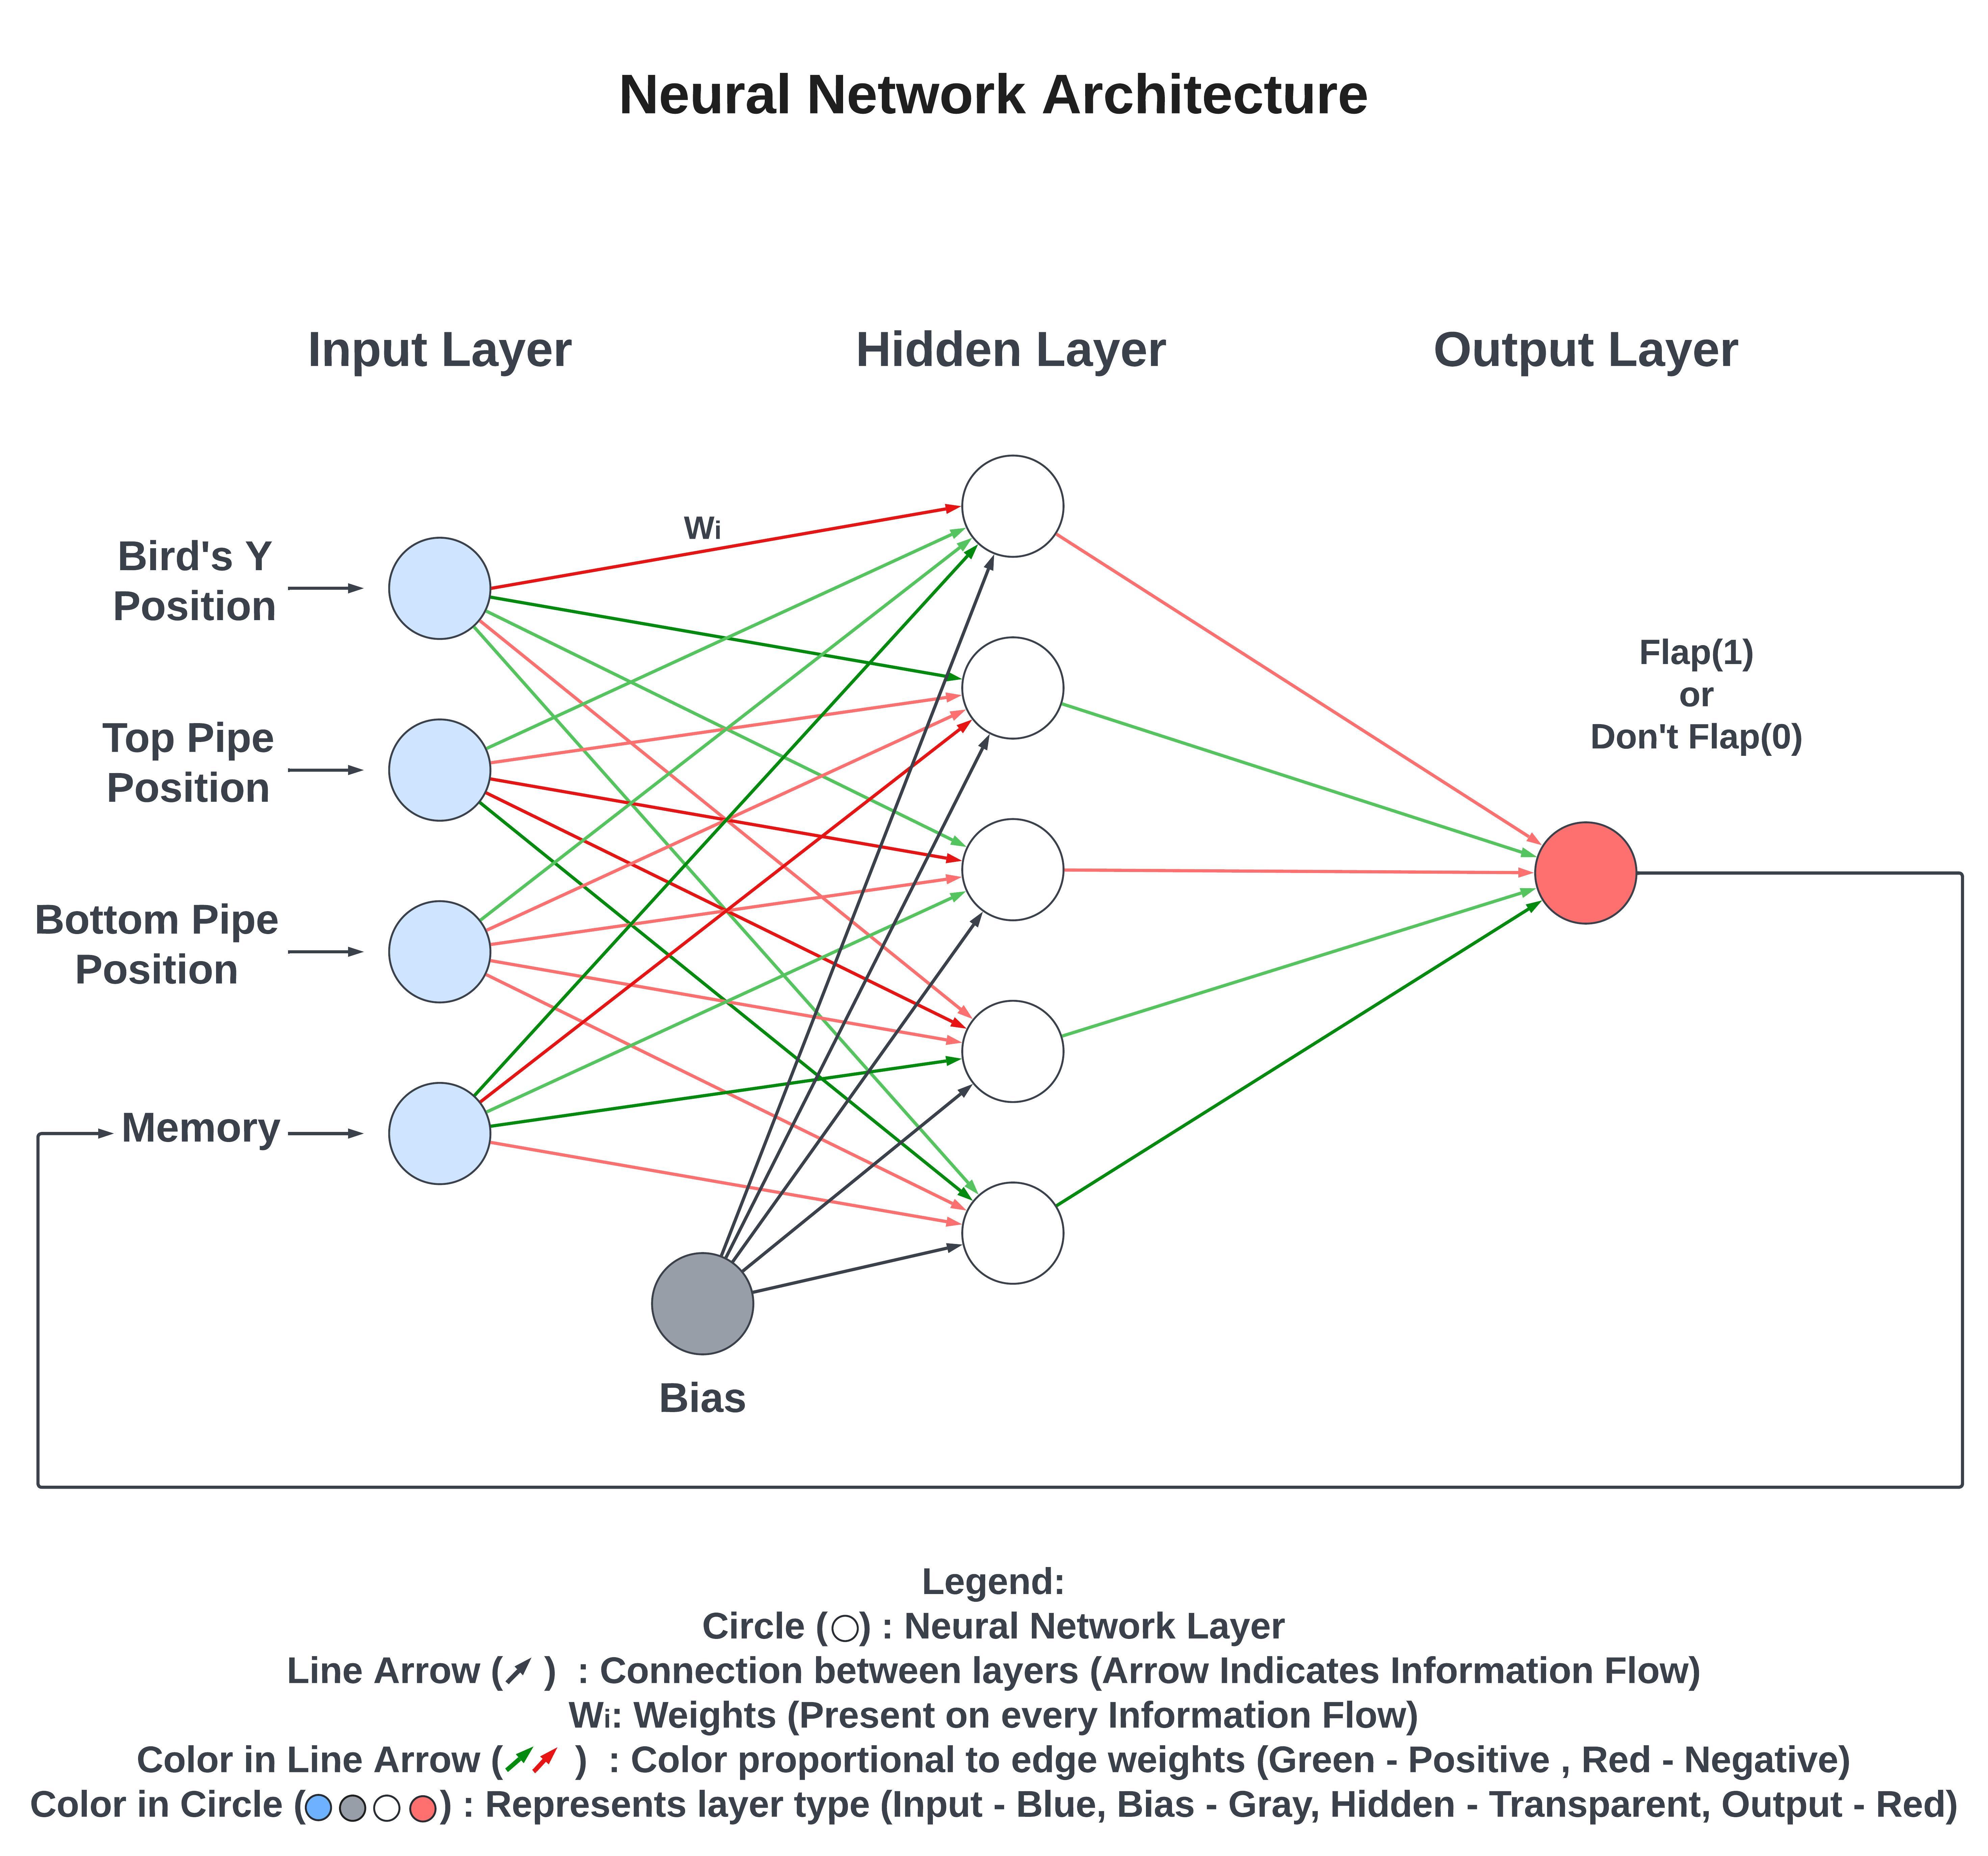 Neural Network Architecture
Input Layer
Hidden Layer
Output Layer
Wi
Bird's Y
Position
Flap(1)
or
Don't Flap(0)
Top Pipe
Position
Bottom Pipe
Position
Memory
Bias
Legend:
Circle ( ) : Neural Network Layer
Line Arrow ( ) : Connection between layers (Arrow Indicates Information Flow)
Wi: Weights (Present on every Information Flow)
Color in Line Arrow ( ) : Color proportional to edge weights (Green - Positive , Red - Negative)
Color in Circle ( ) : Represents layer type (Input - Blue, Bias - Gray, Hidden - Transparent, Output - Red)